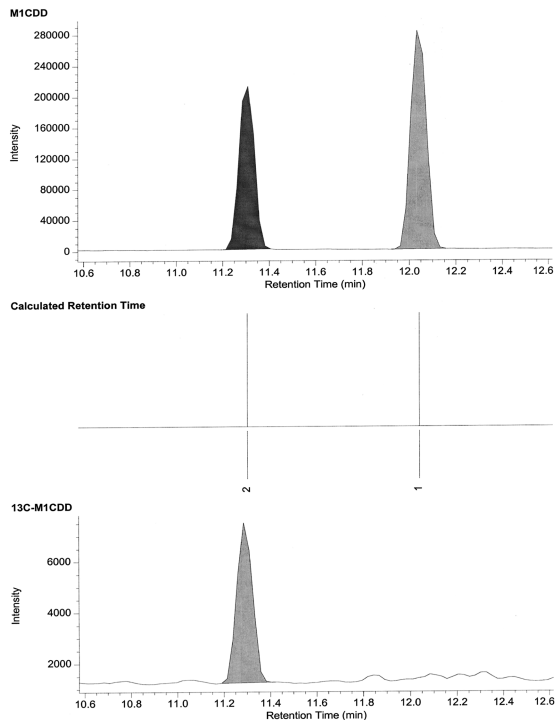 M1CDD
280000
240000
200000
160000
120000
80000
40000
0
Intensity
10.6 10.8 11.0 11.2 11.4 11.6 11.8 12.0 12.2 12.4 12.6
Retention Time (min)
Calculated Retention Time
2 1
13C-M1CDD
6000
4000
2000
Intensity
10.6 10.8 11.0 11.2 11.4 11.6 11.8 12.0 12.2 12.4 12.6
Retention Time (min)